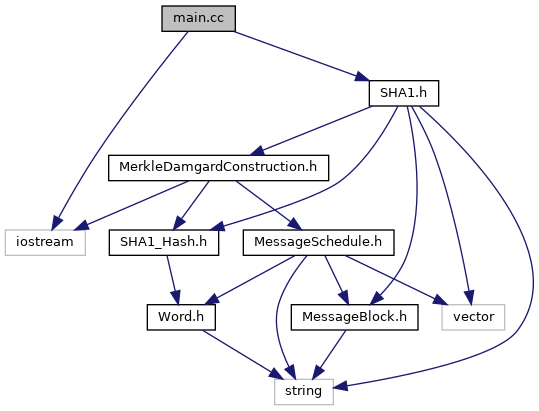 main.cc
SHA1.h
MerkleDamgardConstruction.h
iostream
SHA1_Hash.h
MessageSchedule.h
Word.h
MessageBlock.h
vector
string